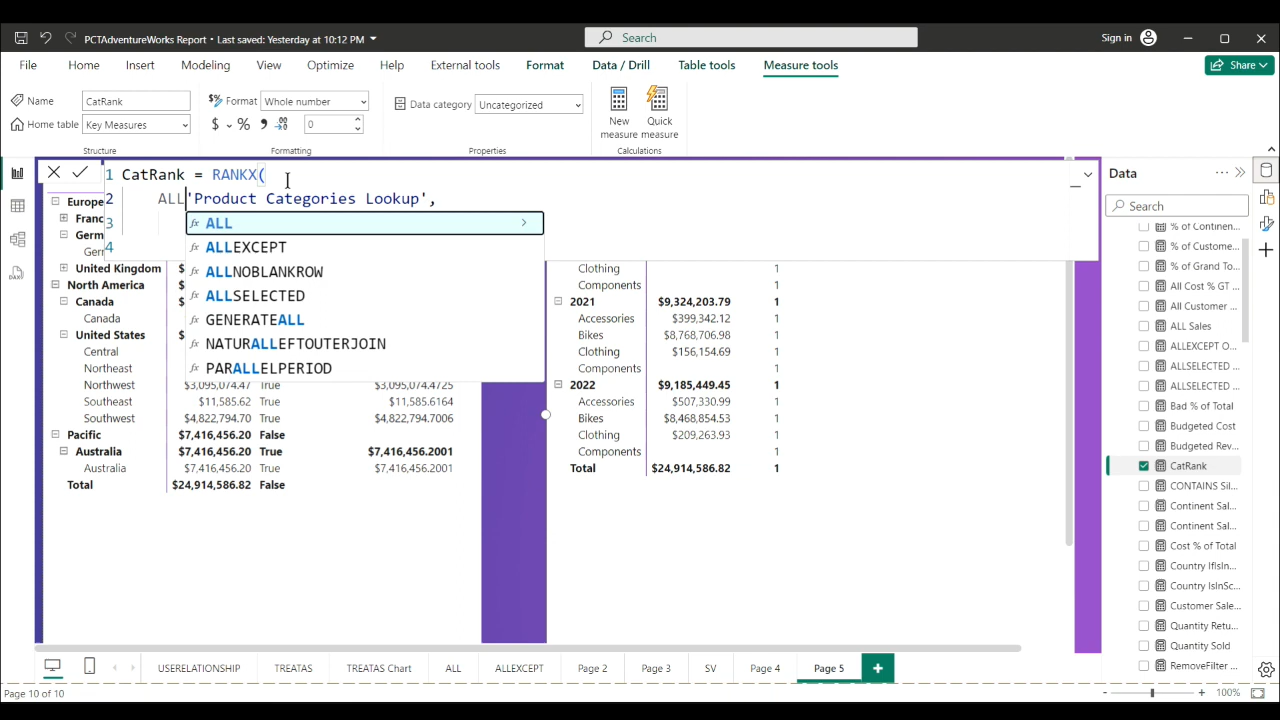 PCTAdventureWorks Report • Last saved: Yesterday at 10:12 PM
Search
Sign in
File Home Insert Modeling View Optimize Help External tools Format Data / Drill Table tools Measure tools
Share
Name CatRank
Home table Key Measures
Structure
Format Whole number
$ % 0
Formatting
Data category Uncategorized
Properties
New measure
Quick measure
Calculations
1 CatRank = RANKX(
2 ALL'Product Categories Lookup',
3
4
ALL
ALLEXCEPT
ALLNOBLANKROW
ALLSELECTED
GENERATEALL
NATURALLEFTOUTERJOIN
PARALLELPERIOD
Europe
Franc
Germ
Ger
United Kingdom $
North America $
Canada $
Canada $
United States $
Central
Northeast
Northwest $3,095,074.47 True $3,095,074.4725
Southeast $11,585.62 True $11,585.6164
Southwest $4,822,794.70 True $4,822,794.7006
Pacific $7,416,456.20 False
Australia $7,416,456.20 True $7,416,456.2001
Australia $7,416,456.20 True $7,416,456.2001
Total $24,914,586.82 False
Clothing 1
Components 1
2021 $9,324,203.79 1
Accessories $399,342.12 1
Bikes $8,768,706.98 1
Clothing $156,154.69 1
Components 1
2022 $9,185,449.45 1
Accessories $507,330.99 1
Bikes $8,468,854.53 1
Clothing $209,263.93 1
Components 1
Total $24,914,586.82 1
Data
Search
% of Continen...
% of Custome...
% of Grand To...
All Cost % GT ...
All Customer ...
ALL Sales
ALLEXCEPT O...
ALLSELECTED ...
ALLSELECTED ...
Bad % of Total
Budgeted Cost
Budgeted Rev...
CatRank
CONTAINS Sil...
Continent Sal...
Continent Sal...
Cost % of Total
Country IfIsIn...
Country IsInSc...
Customer Sale...
Quantity Retu...
Quantity Sold
RemoveFilter ...
USERELATIONSHIP TREATAS TREATAS Chart ALL ALLEXCEPT Page 2 Page 3 SV Page 4 Page 5
Page 10 of 10
100%